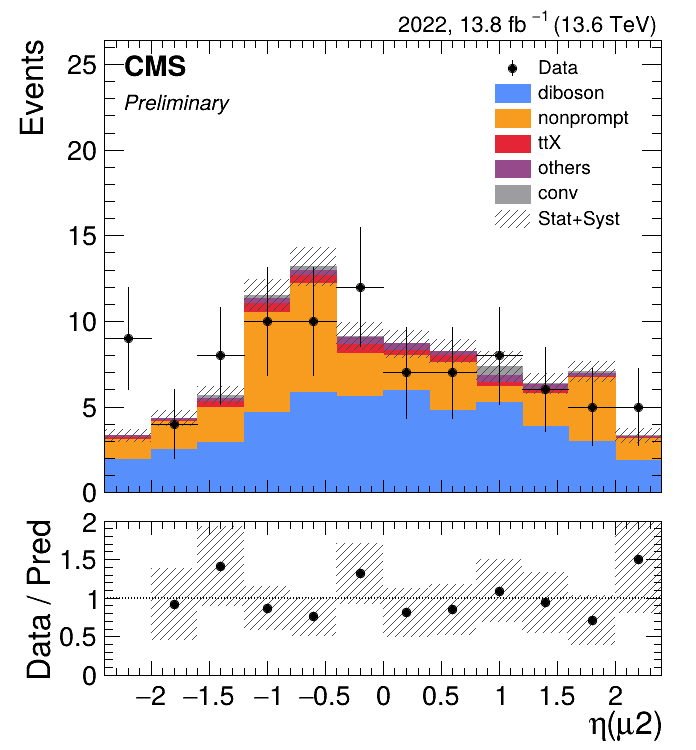 2022, 13.8 fb⁻¹ (13.6 TeV)
CMS
Preliminary
Data
diboson
nonprompt
ttX
others
conv
Stat+Syst
Events
25
20
15
10
5
0
Data / Pred
2
1.5
1
0.5
0
−2 −1.5 −1 −0.5 0 0.5 1 1.5 2
η(μ2)